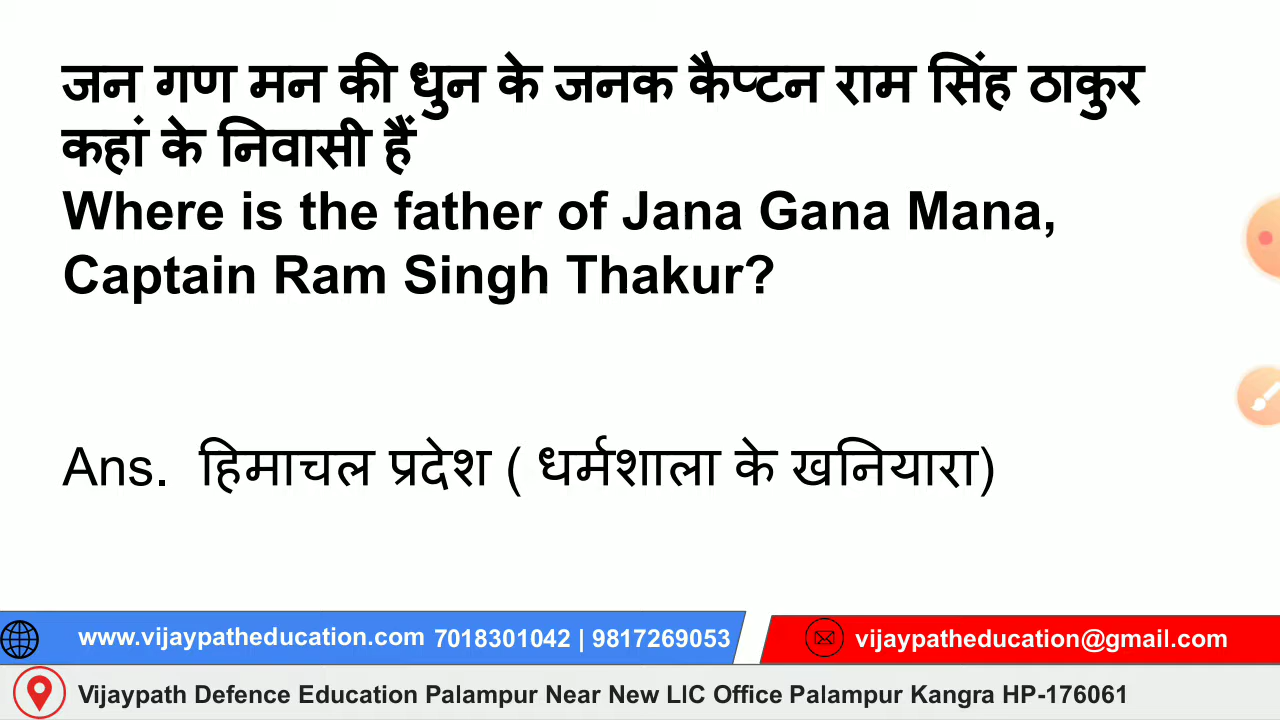 जन गण मन की धुन के जनक कैप्टन राम सिंह ठाकुर
कहां के निवासी हैं
Where is the father of Jana Gana Mana,
Captain Ram Singh Thakur?
Ans. हिमाचल प्रदेश ( धर्मशाला के खनियारा)
www.vijaypatheducation.com 7018301042 | 9817269053
vijaypatheducation@gmail.com
Vijaypath Defence Education Palampur Near New LIC Office Palampur Kangra HP-176061